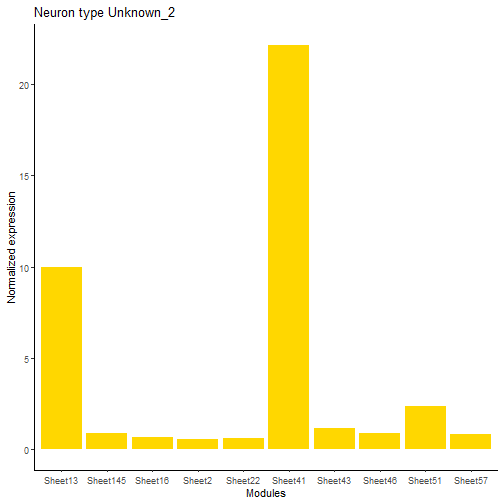 Neuron type Unknown_2
Normalized expression
20
15
10
5
0
Sheet13 Sheet145 Sheet16 Sheet2 Sheet22 Sheet41 Sheet43 Sheet46 Sheet51 Sheet57
Modules